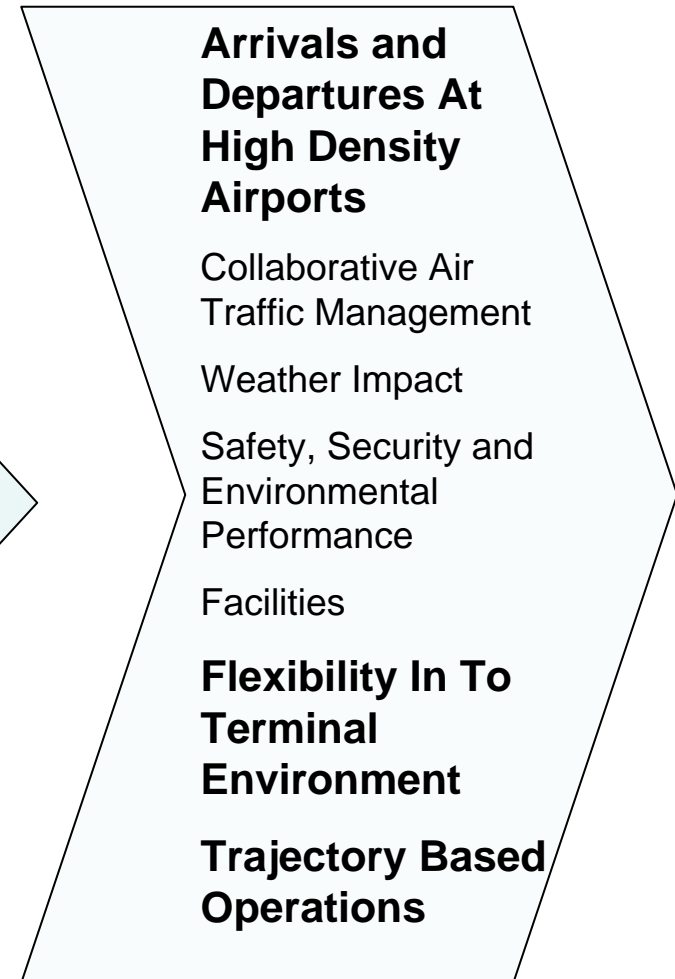 Arrivals and
Departures At
High Density
Airports
Collaborative Air
Traffic Management
Weather Impact
Safety, Security and
Environmental
Performance
Facilities
Flexibility In To
Terminal
Environment
Trajectory Based
Operations